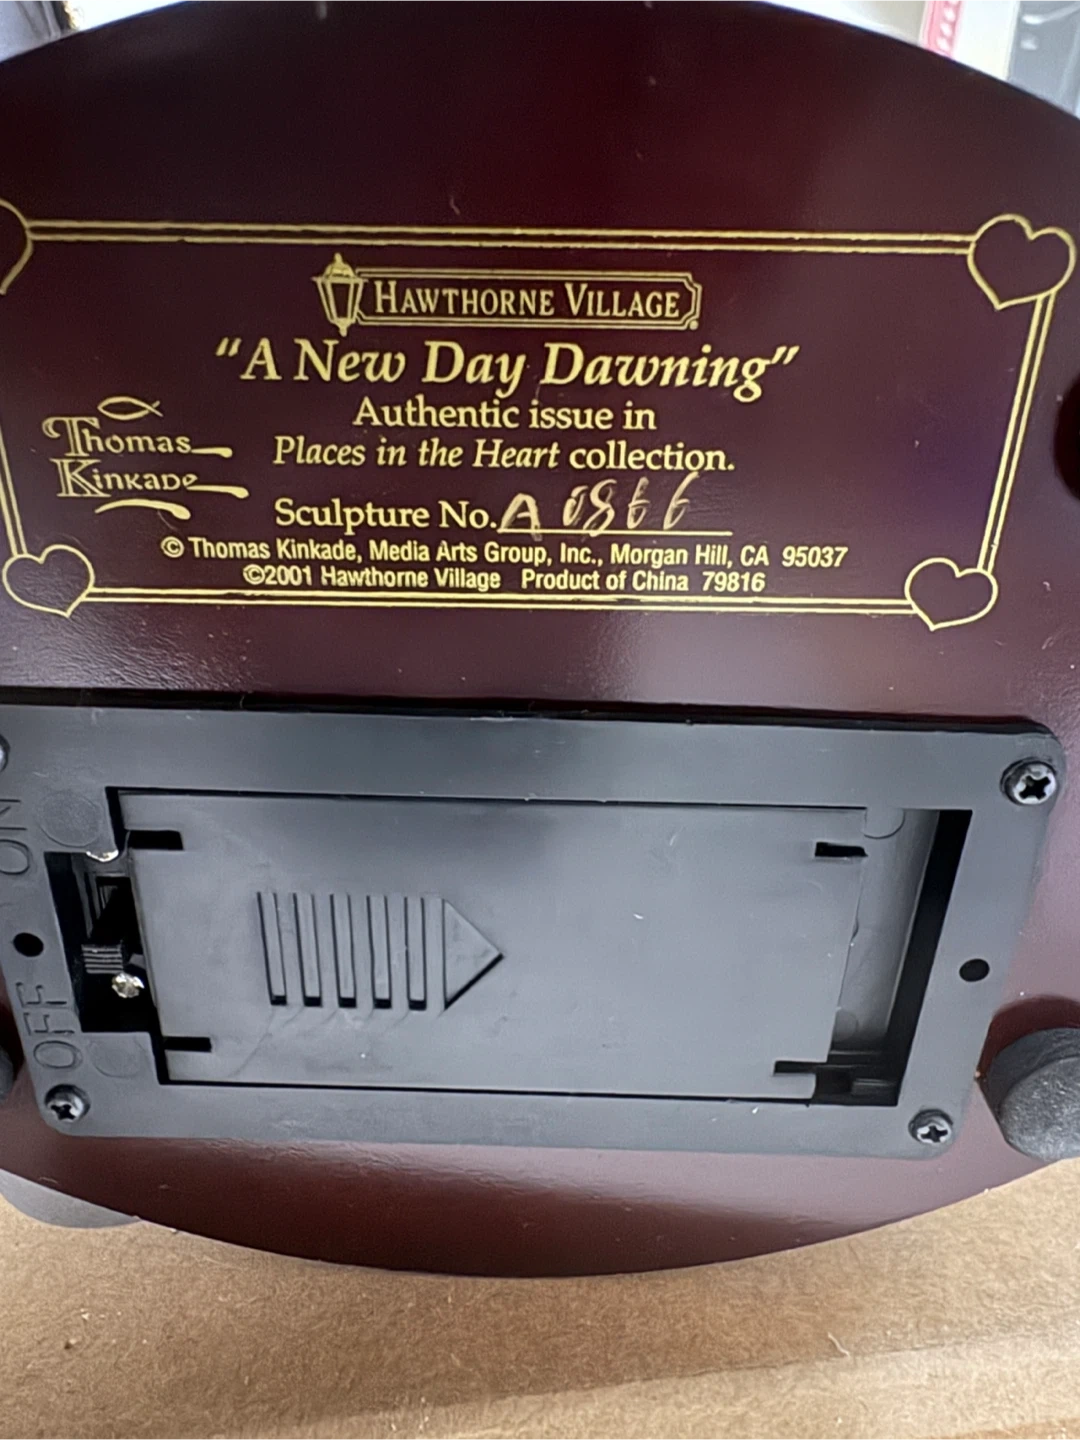 HAWTHORNE VILLAGE
"A New Day Dawning"
Authentic issue in
Places in the Heart collection.
Thomas
Kinkade
Sculpture No. A 0866
© Thomas Kinkade, Media Arts Group, Inc., Morgan Hill, CA 95037
©2001 Hawthorne Village Product of China 79816
ON
OFF